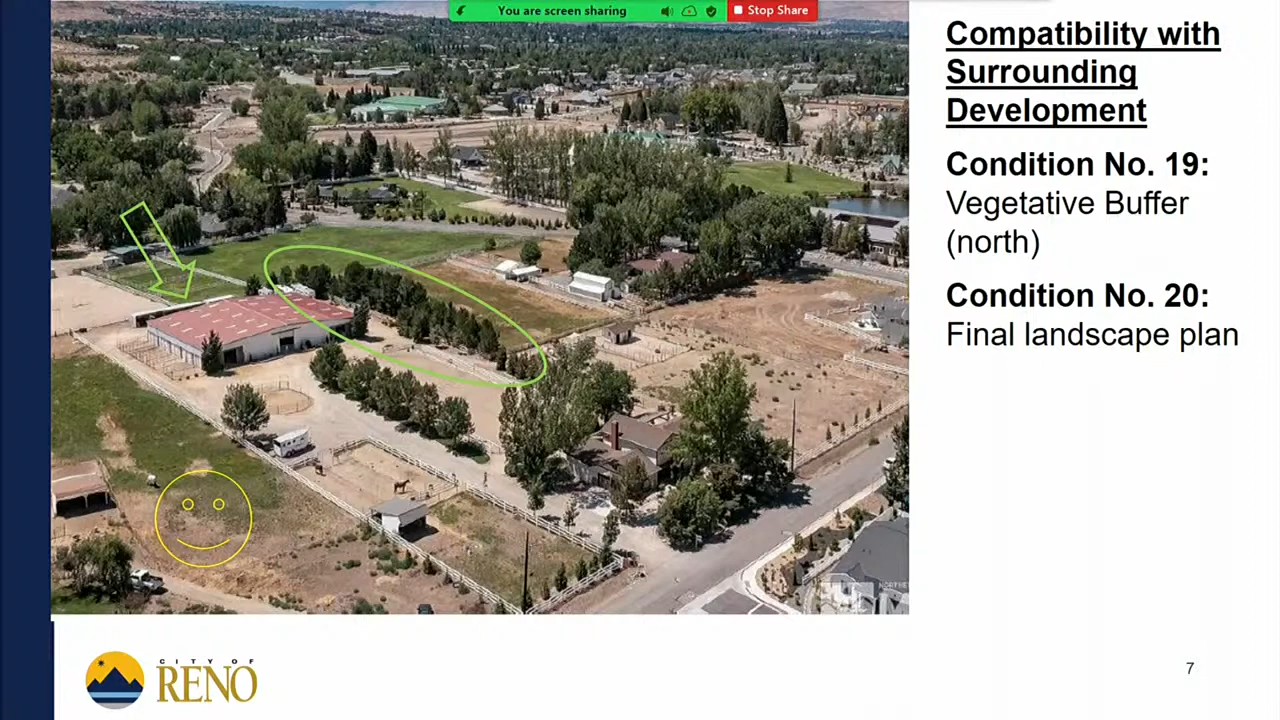 You are screen sharing
Stop Share
Compatibility with
Surrounding
Development
Condition No. 19:
Vegetative Buffer
(north)
Condition No. 20:
Final landscape plan
CITY OF
RENO
7